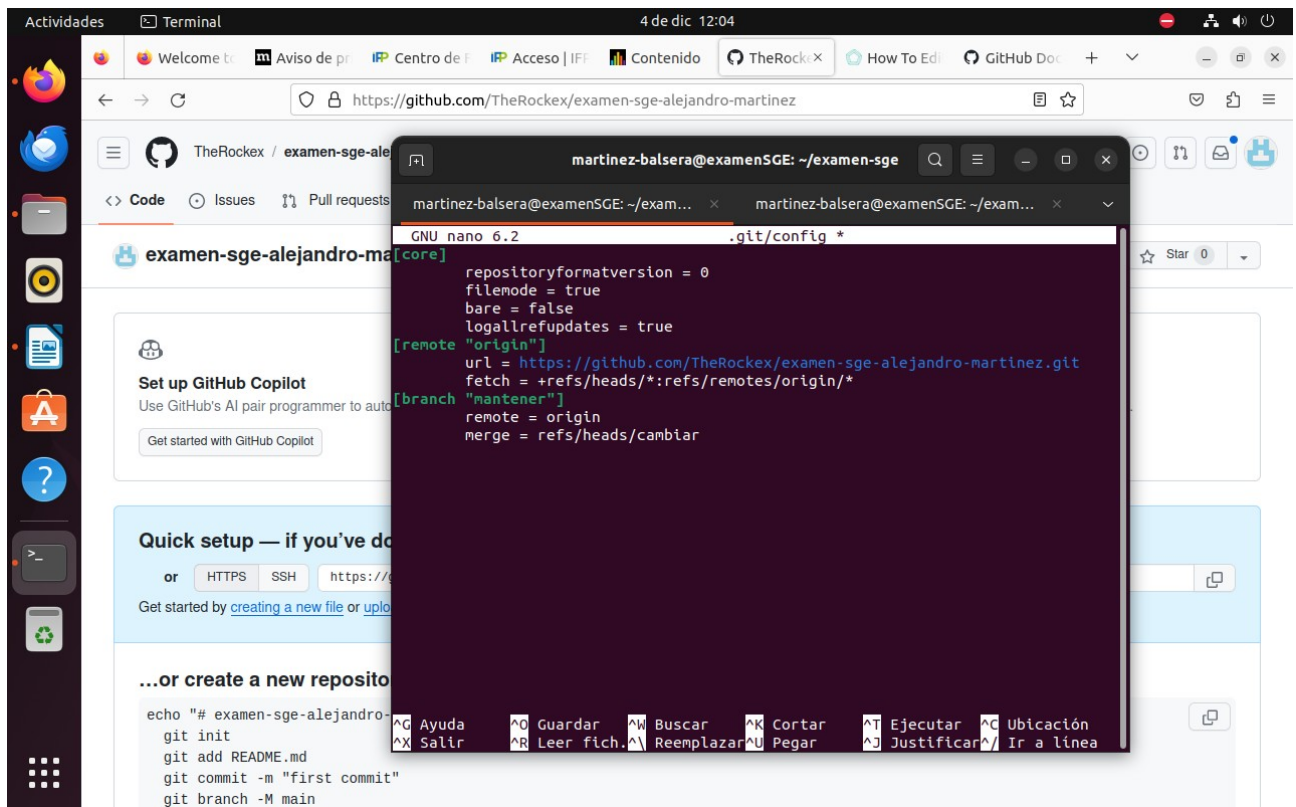 Actividades Terminal 4 de dic 12:04
Welcome to Aviso de pr Centro de F Acceso | IFP Contenido TheRocke How To Edi GitHub Doc
https://github.com/TheRockex/examen-sge-alejandro-martinez
TheRockex / examen-sge-ale
martinez-balsera@examenSGE: ~/examen-sge
Code Issues Pull requests
martinez-balsera@examenSGE: ~/exam... martinez-balsera@examenSGE: ~/exam...
examen-sge-alejandro-ma
Star 0
GNU nano 6.2 .git/config *
[core]
repositoryformatversion = 0
filemode = true
bare = false
logallrefupdates = true
[remote "origin"]
url = https://github.com/TheRockex/examen-sge-alejandro-martinez.git
fetch = +refs/heads/*:refs/remotes/origin/*
[branch "mantener"]
remote = origin
merge = refs/heads/cambiar
^G Ayuda ^O Guardar ^W Buscar ^K Cortar ^T Ejecutar ^C Ubicación
^X Salir ^R Leer fich. ^\ Reemplazar ^U Pegar ^J Justificar ^/ Ir a línea
Set up GitHub Copilot
Use GitHub's AI pair programmer to auto
Get started with GitHub Copilot
Quick setup — if you've do
or HTTPS SSH https://g
Get started by creating a new file or uplo
...or create a new reposito
echo "# examen-sge-alejandro-
git init
git add README.md
git commit -m "first commit"
git branch -M main